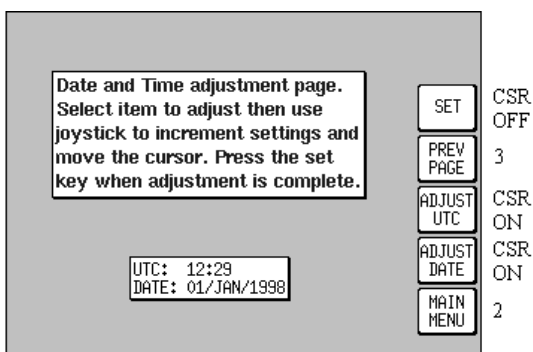 Date and Time adjustment page.
Select item to adjust then use
joystick to increment settings and
move the cursor. Press the set
key when adjustment is complete.
UTC: 12:29
DATE: 01/JAN/1998
SET
CSR
OFF
PREV
PAGE
3
ADJUST
UTC
CSR
ON
ADJUST
DATE
CSR
ON
MAIN
MENU
2